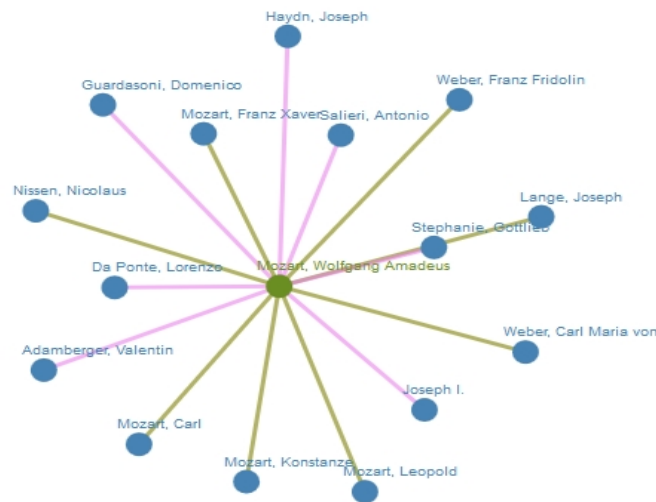 Haydn, Joseph
Weber, Franz Fridolin
Guardasoni, Domenico
Mozart, Franz Xaver
Salieri, Antonio
Nissen, Nicolaus
Lange, Joseph
Stephanie, Gottlieb
Da Ponte, Lorenzo
Mozart, Wolfgang Amadeus
Adamberger, Valentin
Weber, Carl Maria von
Joseph I.
Mozart, Carl
Mozart, Konstanze
Mozart, Leopold